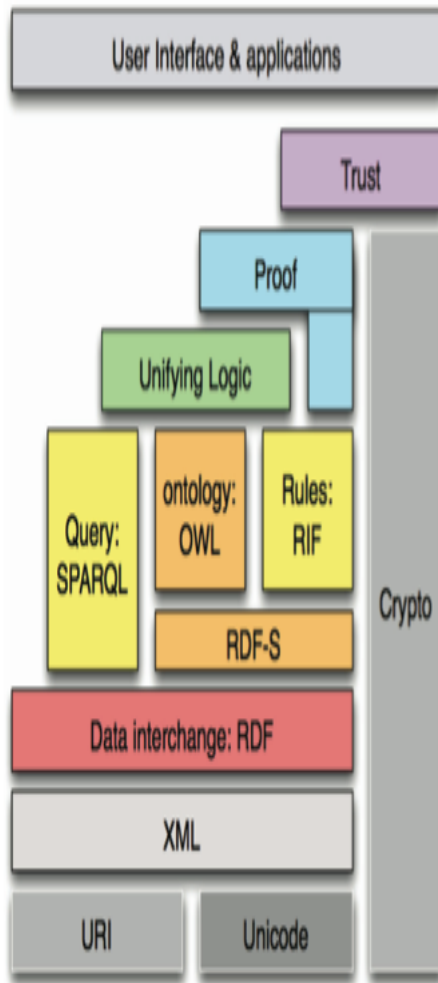 User Interface & applications
Trust
Proof
Unifying Logic
Query:
SPARQL
ontology:
OWL
Rules:
RIF
Crypto
RDF-S
Data interchange: RDF
XML
URI
Unicode